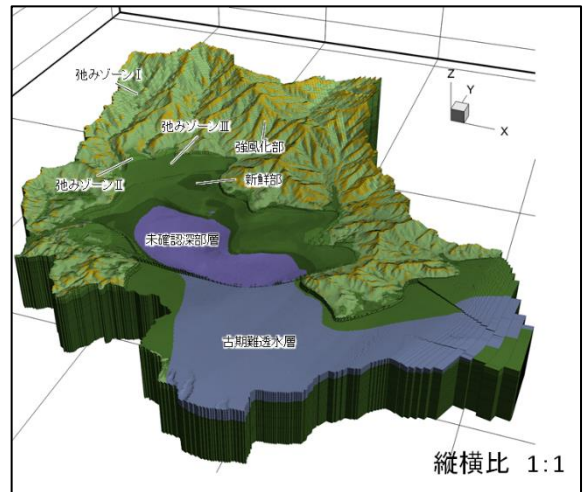 弛みゾーンⅠ
弛みゾーンⅢ
強風化部
弛みゾーンⅡ
新鮮部
未確認深部層
古期難透水層
Z
Y
X
縦横比 1:1